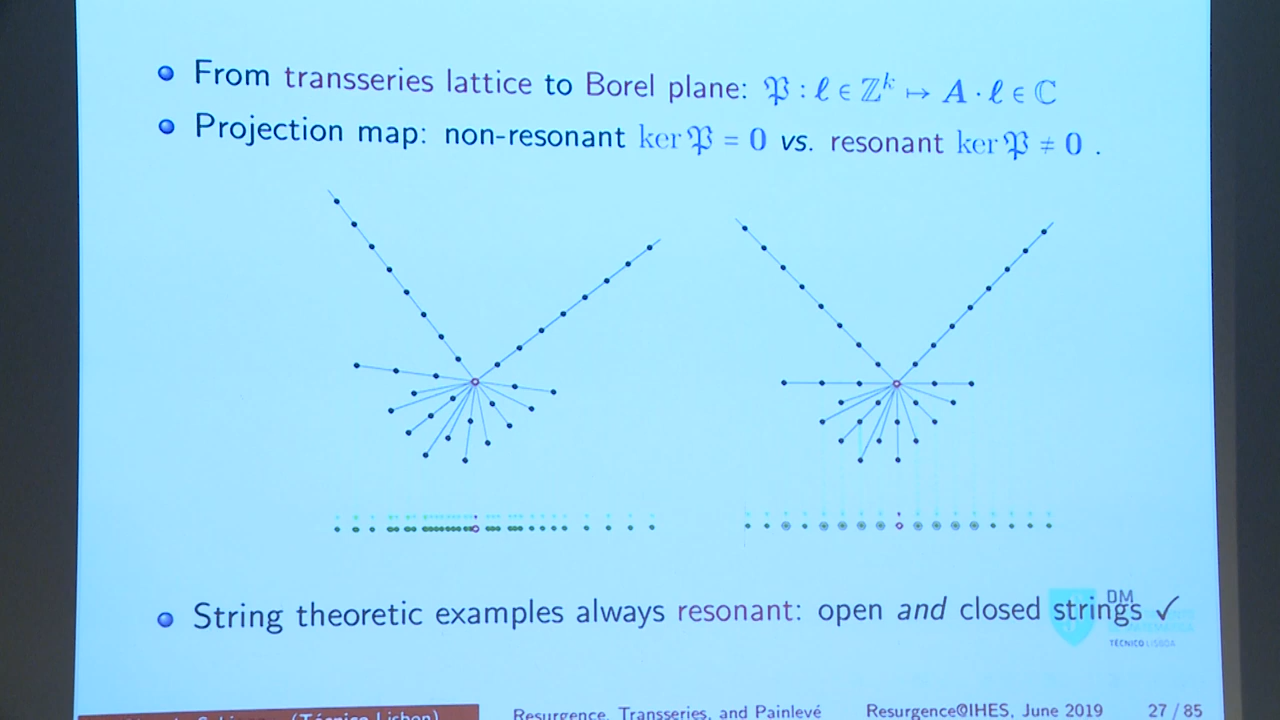 From transseries lattice to Borel plane: 𝔓 : ℓ ∈ ℤᵏ ↦ A · ℓ ∈ ℂ
Projection map: non-resonant ker 𝔓 = 0 vs. resonant ker 𝔓 ≠ 0 .
String theoretic examples always resonant: open and closed strings ✓
DM
TÉCNICO LISBOA
(Técnico Lisbon)
Resurgence, Transseries, and Painlevé
Resurgence@IHES, June 2019
27 / 85